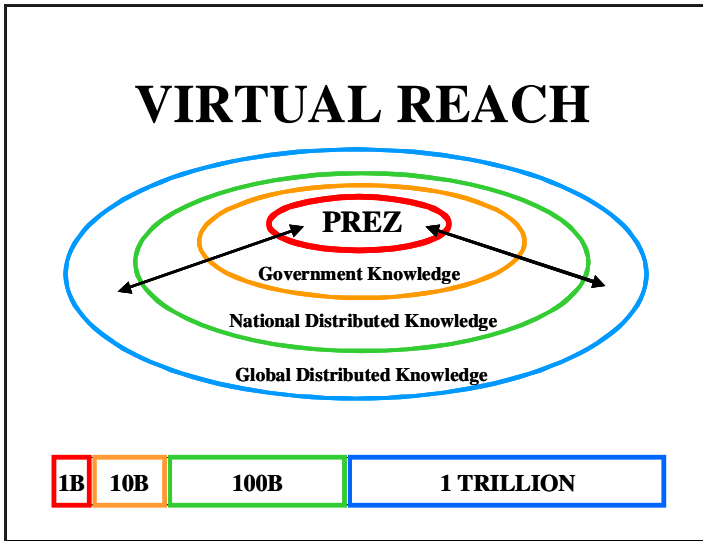 VIRTUAL REACH
PREZ
Government Knowledge
National Distributed Knowledge
Global Distributed Knowledge
1B 10B 100B 1 TRILLION